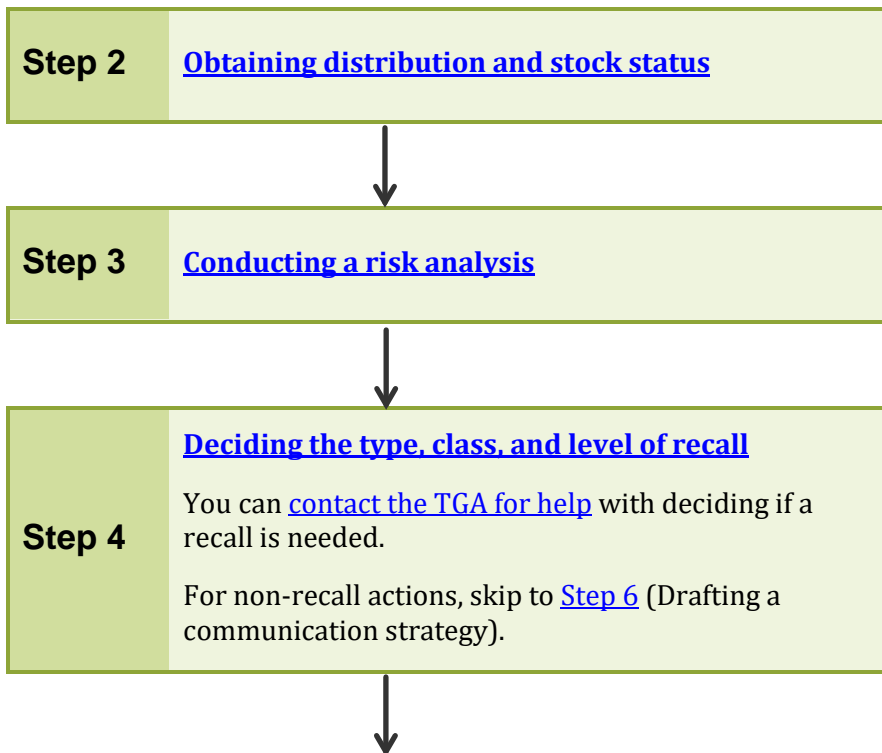 Step 2
Obtaining distribution and stock status
Step 3
Conducting a risk analysis
Step 4
Deciding the type, class, and level of recall
You can contact the TGA for help with deciding if a
recall is needed.
For non-recall actions, skip to Step 6 (Drafting a
communication strategy).